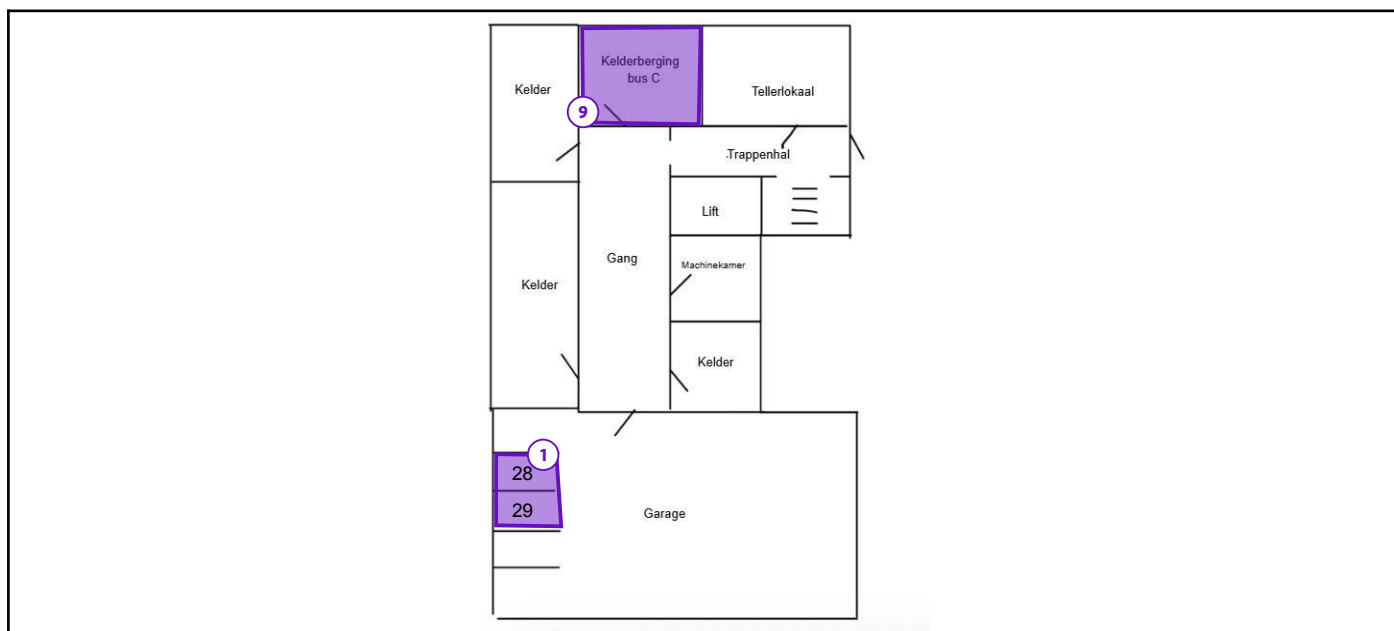 Kelderberging
bus C
Kelder
Tellerlokaal
9
Trappenhal
Lift
Gang
Machinekamer
Kelder
Kelder
1
28
29
Garage